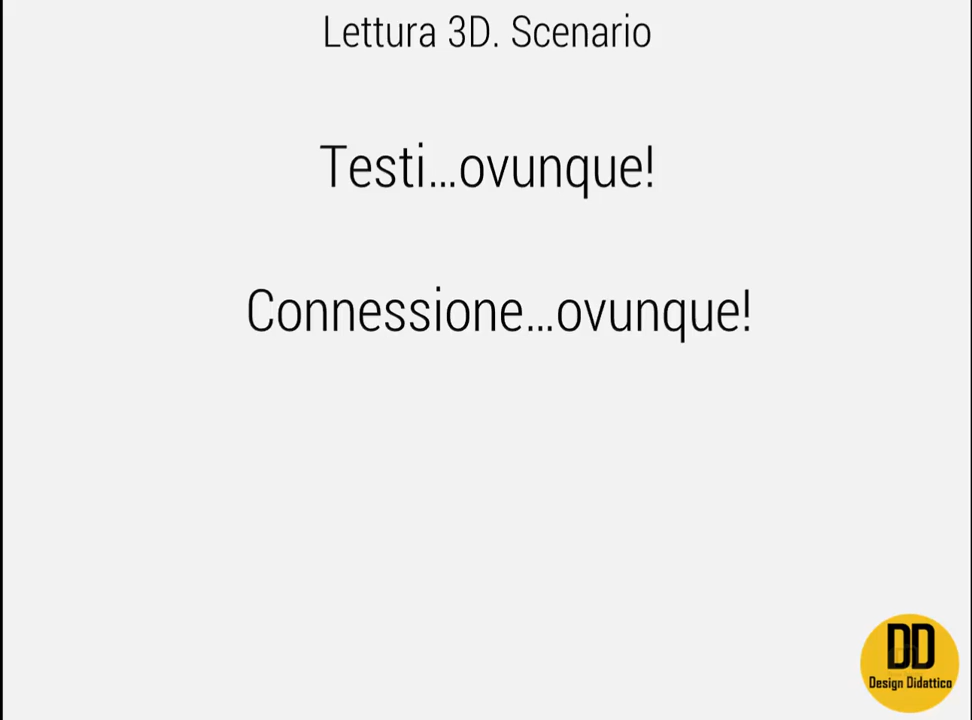 Lettura 3D. Scenario
Testi...ovunque!
Connessione...ovunque!
DD
Design Didattico